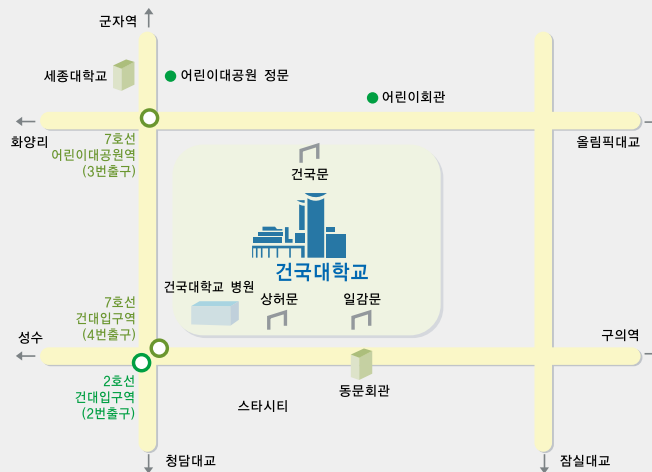 군자역
세종대학교
어린이대공원 정문
어린이회관
화양리
올림픽대교
7호선
어린이대공원역
(3번출구)
건국문
건국대학교
건국대학교 병원
상허문
일감문
7호선
건대입구역
(4번출구)
성수
구의역
2호선
건대입구역
(2번출구)
동문회관
스타시티
청담대교
잠실대교